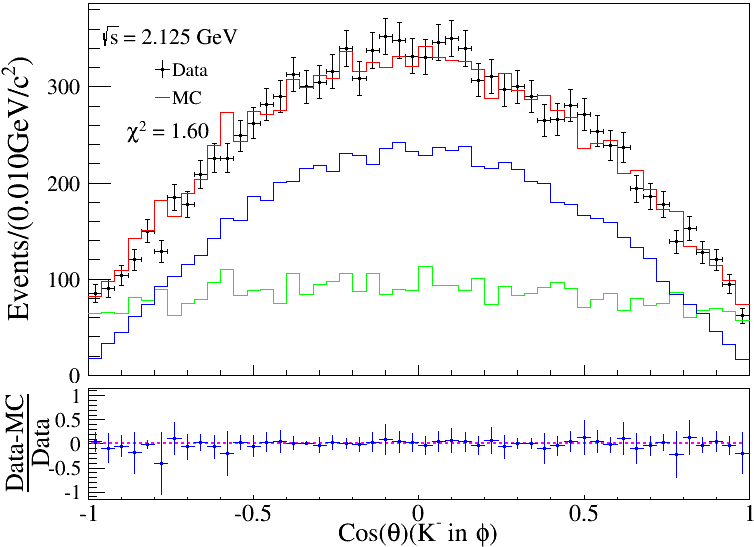 √s = 2.125 GeV
Data
MC
χ² = 1.60
Events/(0.010GeV/c²)
300
200
100
0
Data-MC
Data
1
0.5
0
-0.5
-1
-1 -0.5 0 0.5 1
Cos(θ)(K⁻ in ϕ)